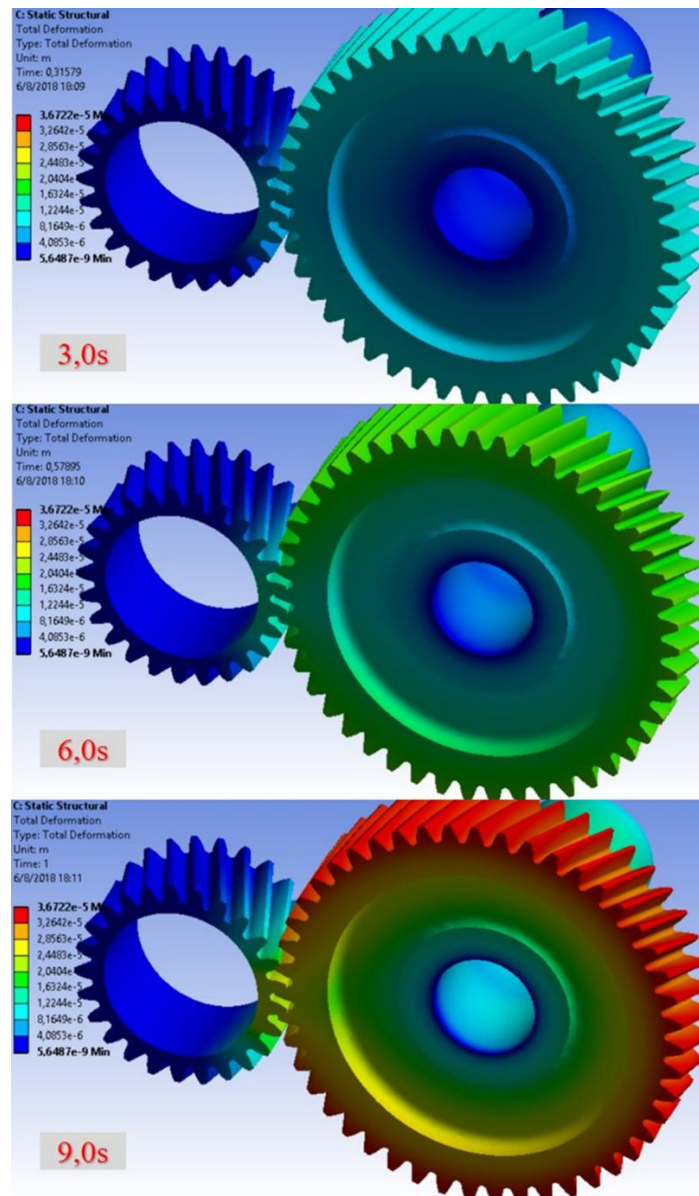 C: Static Structural
Total Deformation
Type: Total Deformation
Unit: m
Time: 0,31579
6/8/2018 18:09
3,6722e-5 M
3,2642e-5
2,8563e-5
2,4483e-5
2,0404e-5
1,6324e-5
1,2244e-5
8,1649e-6
4,0853e-6
5,6487e-9 Min
3,0s
C: Static Structural
Total Deformation
Type: Total Deformation
Unit: m
Time: 0,57895
6/8/2018 18:10
3,6722e-5 M
3,2642e-5
2,8563e-5
2,4483e-5
2,0404e-5
1,6324e-5
1,2244e-5
8,1649e-6
4,0853e-6
5,6487e-9 Min
6,0s
C: Static Structural
Total Deformation
Type: Total Deformation
Unit: m
Time: 1
6/8/2018 18:11
3,6722e-5 M
3,2642e-5
2,8563e-5
2,4483e-5
2,0404e-5
1,6324e-5
1,2244e-5
8,1649e-6
4,0853e-6
5,6487e-9 Min
9,0s